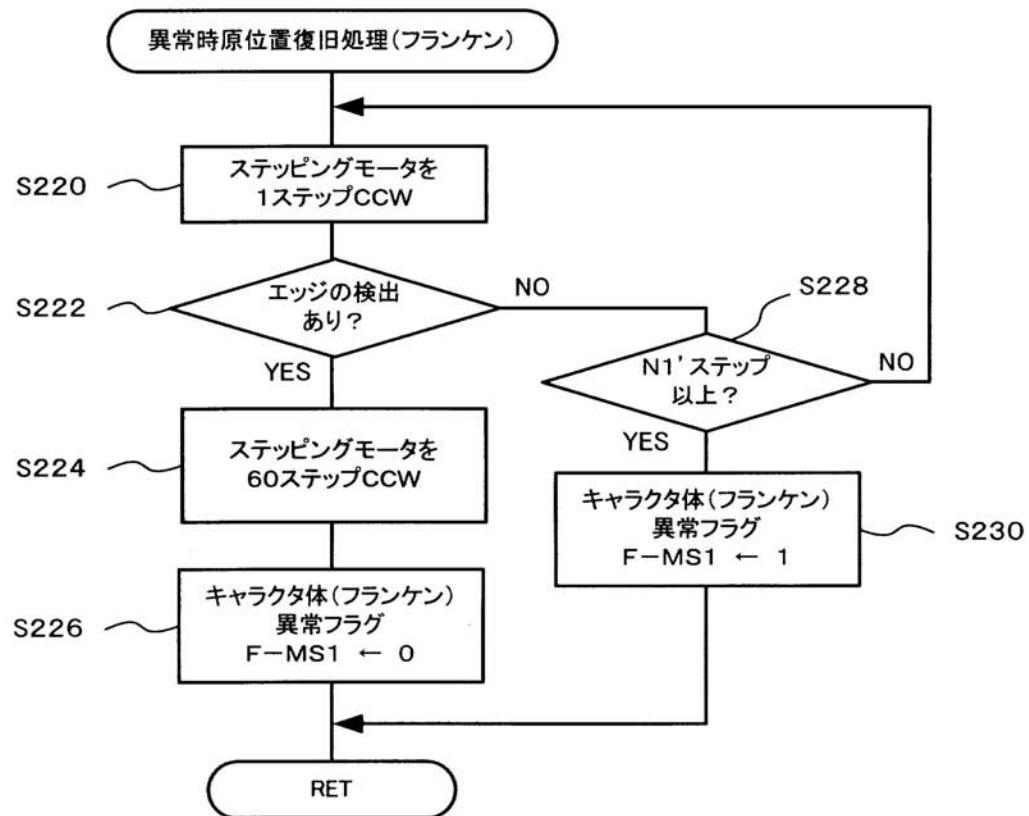 異常時原位置復旧処理(フランケン)
S220
ステッピングモータを
1ステップCCW
S222
エッジの検出
あり?
NO
YES
S228
N1'ステップ
以上?
NO
YES
S224
ステッピングモータを
60ステップCCW
S230
キャラクタ体(フランケン)
異常フラグ
F-MS1 ← 1
S226
キャラクタ体(フランケン)
異常フラグ
F-MS1 ← 0
RET